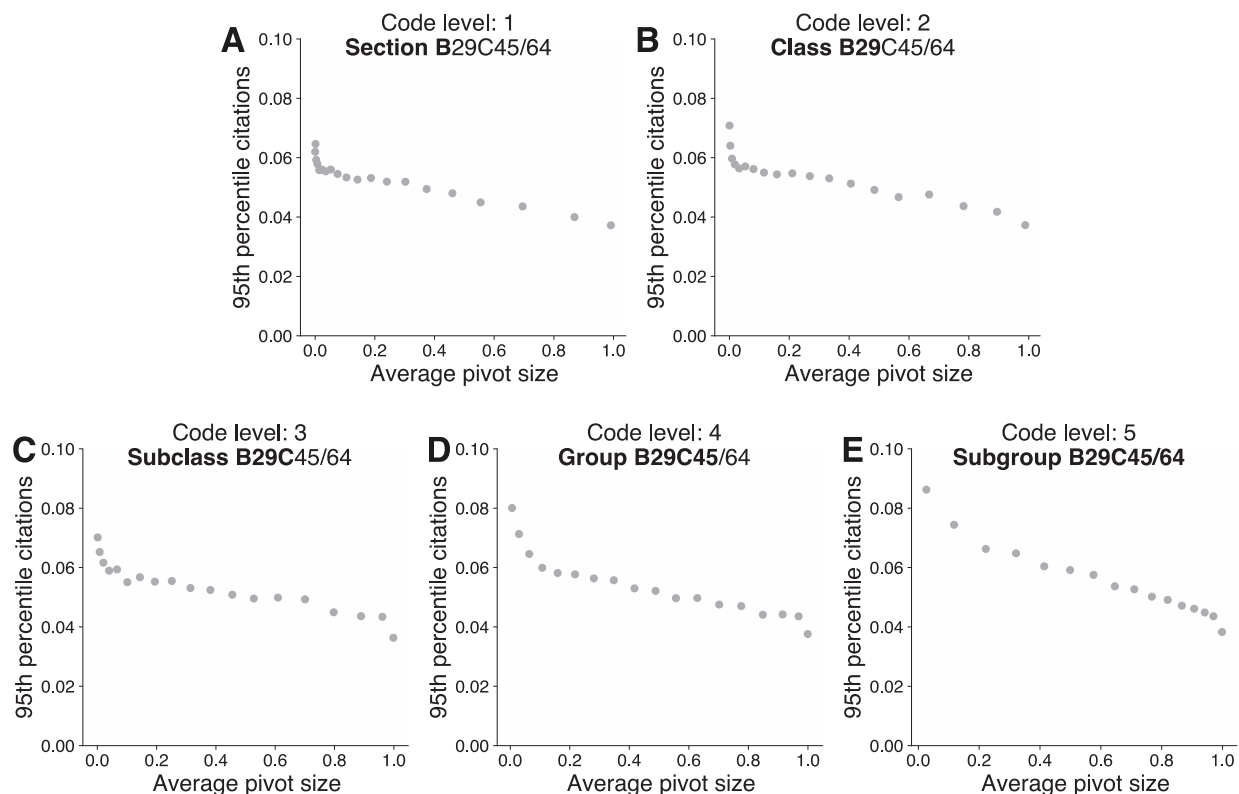 A
Code level: 1
Section B29C45/64
95th percentile citations
0.10
0.08
0.06
0.04
0.02
0.00
0.0 0.2 0.4 0.6 0.8 1.0
Average pivot size
B
Code level: 2
Class B29C45/64
95th percentile citations
0.10
0.08
0.06
0.04
0.02
0.00
0.0 0.2 0.4 0.6 0.8 1.0
Average pivot size
C
Code level: 3
Subclass B29C45/64
95th percentile citations
0.10
0.08
0.06
0.04
0.02
0.00
0.0 0.2 0.4 0.6 0.8 1.0
Average pivot size
D
Code level: 4
Group B29C45/64
95th percentile citations
0.10
0.08
0.06
0.04
0.02
0.00
0.0 0.2 0.4 0.6 0.8 1.0
Average pivot size
E
Code level: 5
Subgroup B29C45/64
95th percentile citations
0.10
0.08
0.06
0.04
0.02
0.00
0.0 0.2 0.4 0.6 0.8 1.0
Average pivot size